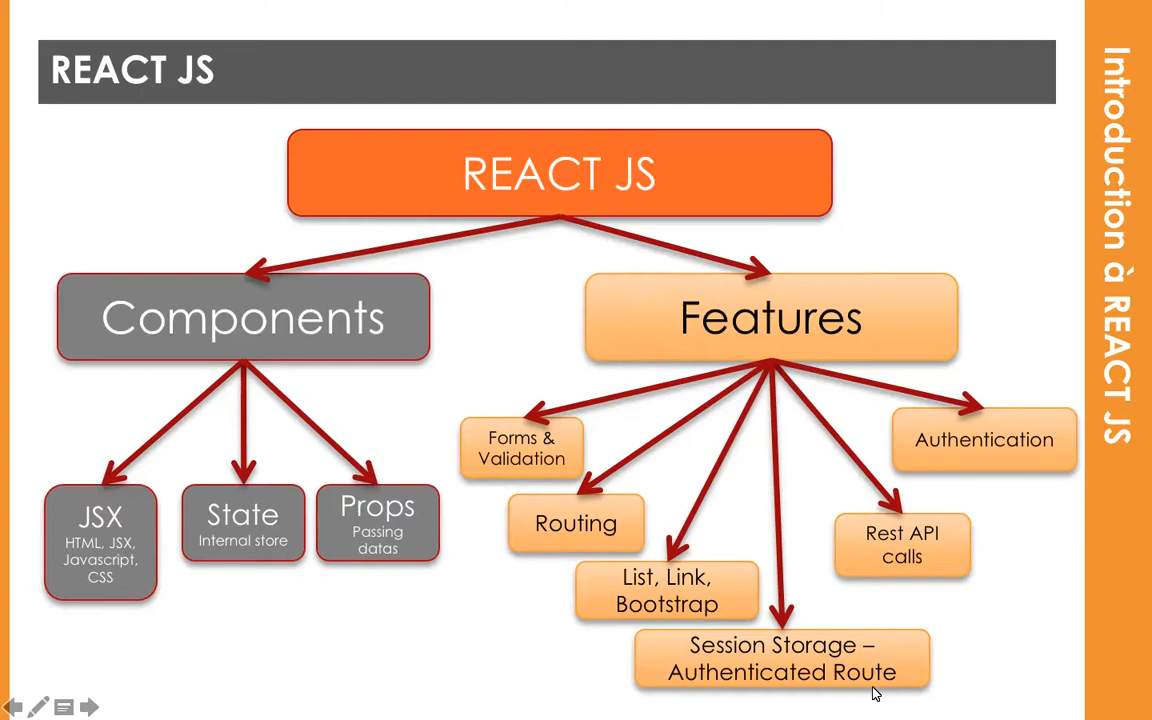 REACT JS
REACT JS
Components
Features
Forms &
Validation
Routing
List, Link,
Bootstrap
Session Storage –
Authenticated Route
Rest API
calls
Authentication
JSX
HTML, JSX,
Javascript,
CSS
State
Internal store
Props
Passing
datas
Introduction à REACT JS